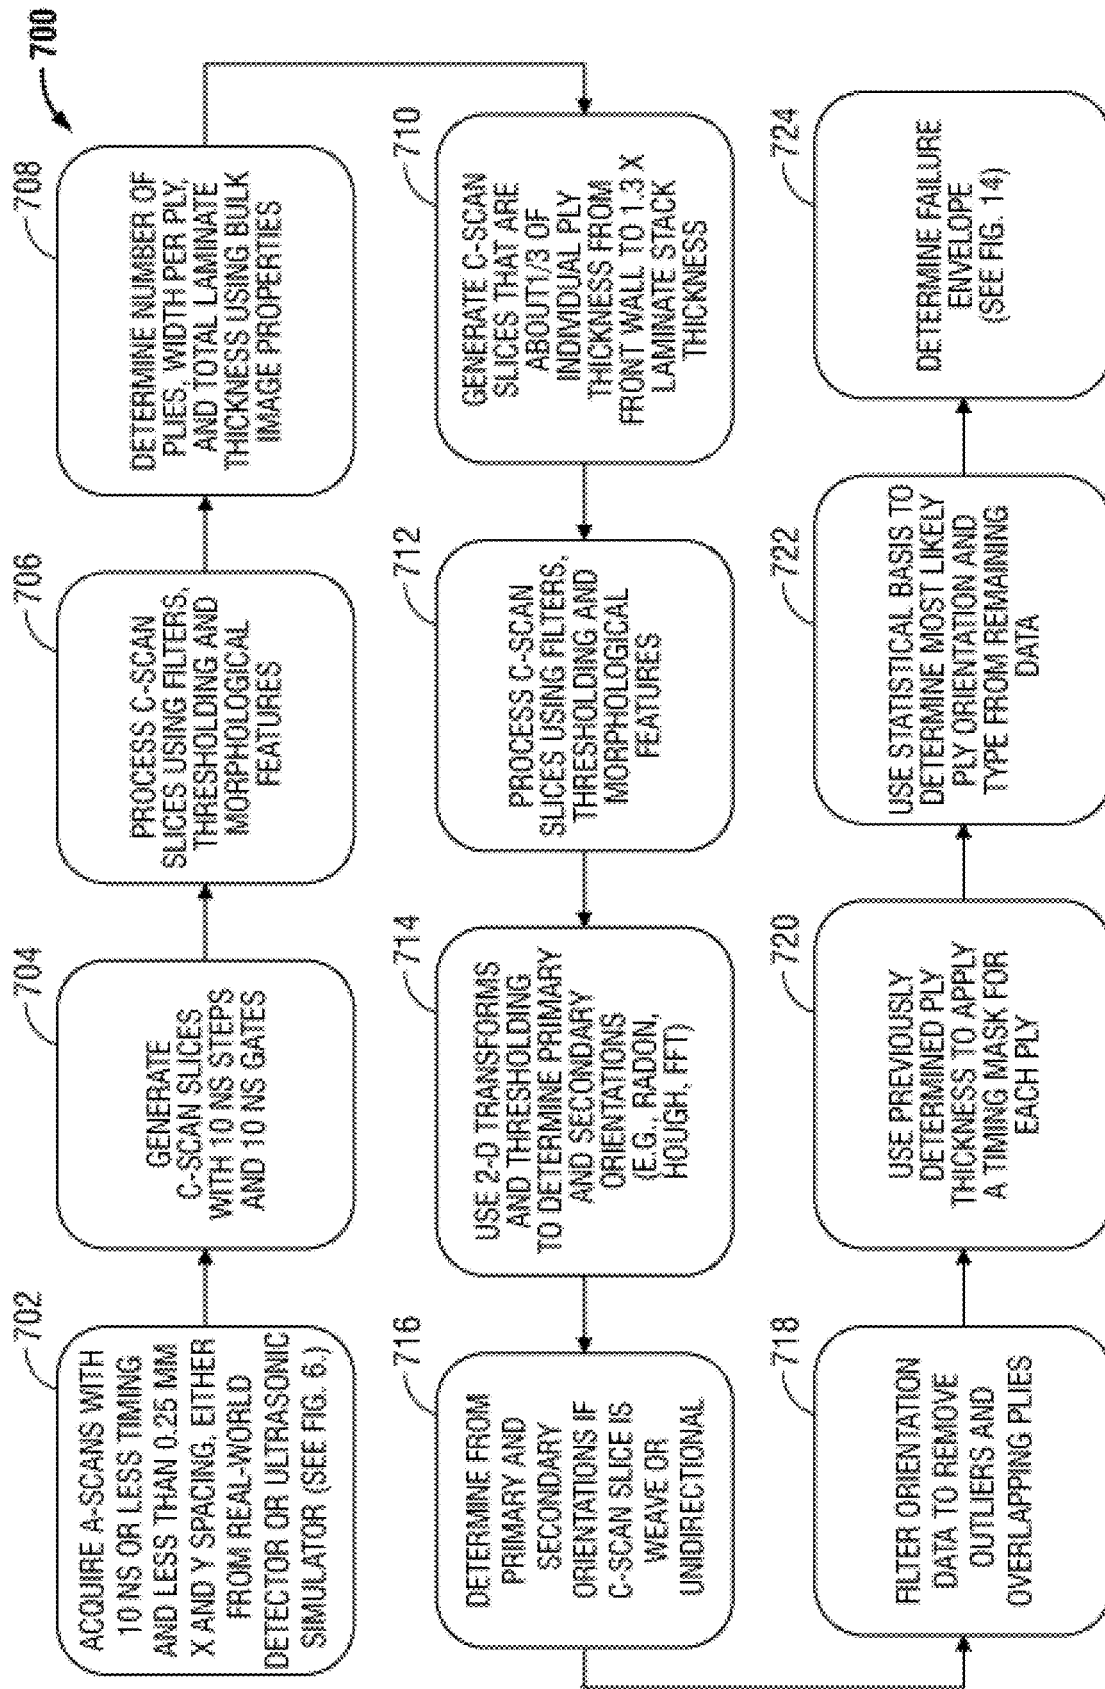 700
702
ACQUIRE A-SCANS WITH
10 NS OR LESS TIMING
AND LESS THAN 0.25 MM
X AND Y SPACING, EITHER
FROM REAL-WORLD
DETECTOR OR ULTRASONIC
SIMULATOR (SEE FIG. 6.)
704
GENERATE
C-SCAN SLICES
WITH 10 NS STEPS
AND 10 NS GATES
706
PROCESS C-SCAN
SLICES USING FILTERS,
THRESHOLDING AND
MORPHOLOGICAL
FEATURES
708
DETERMINE NUMBER OF
PLIES, WIDTH PER PLY,
AND TOTAL LAMINATE
THICKNESS USING BULK
IMAGE PROPERTIES
710
GENERATE C-SCAN
SLICES THAT ARE
ABOUT1/3 OF
INDIVIDUAL PLY
THICKNESS FROM
FRONT WALL TO 1.3 X
LAMINATE STACK
THICKNESS
712
PROCESS C-SCAN
SLICES USING FILTERS,
THRESHOLDING AND
MORPHOLOGICAL
FEATURES
714
USE 2-D TRANSFORMS
AND THRESHOLDING
TO DETERMINE PRIMARY
AND SECONDARY
ORIENTATIONS
(E.G., RADON,
HOUGH, FFT)
716
DETERMINE FROM
PRIMARY AND
SECONDARY
ORIENTATIONS IF
C-SCAN SLICE IS
WEAVE OR
UNIDIRECTIONAL
718
FILTER ORIENTATION
DATA TO REMOVE
OUTLIERS AND
OVERLAPPING PLIES
720
USE PREVIOUSLY
DETERMINED PLY
THICKNESS TO APPLY
A TIMING MASK FOR
EACH PLY
722
USE STATISTICAL BASIS TO
DETERMINE MOST LIKELY
PLY ORIENTATION AND
TYPE FROM REMAINING
DATA
724
DETERMINE FAILURE
ENVELOPE
(SEE FIG. 14)